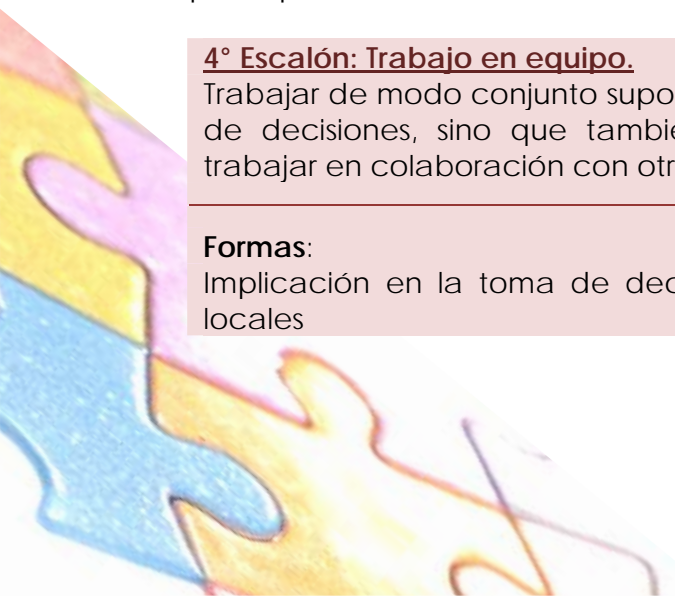 4° Escalón: Trabajo en equipo.
Trabajar de modo conjunto
de decisiones, sino que
trabajar en colaboración con
Formas:
Implicación en la toma de
locales